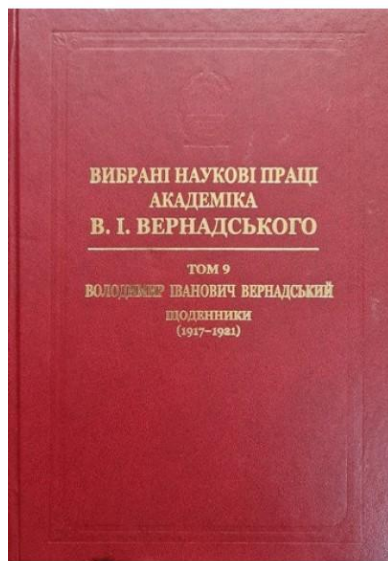 ВИБРАНІ НАУКОВІ ПРАЦІ
АКАДЕМІКА
В. І. ВЕРНАДСЬКОГО
ТОМ 9
ВОЛОДИМИР ІВАНОВИЧ ВЕРНАДСЬКИЙ
ЩОДЕННИКИ
(1917–1921)